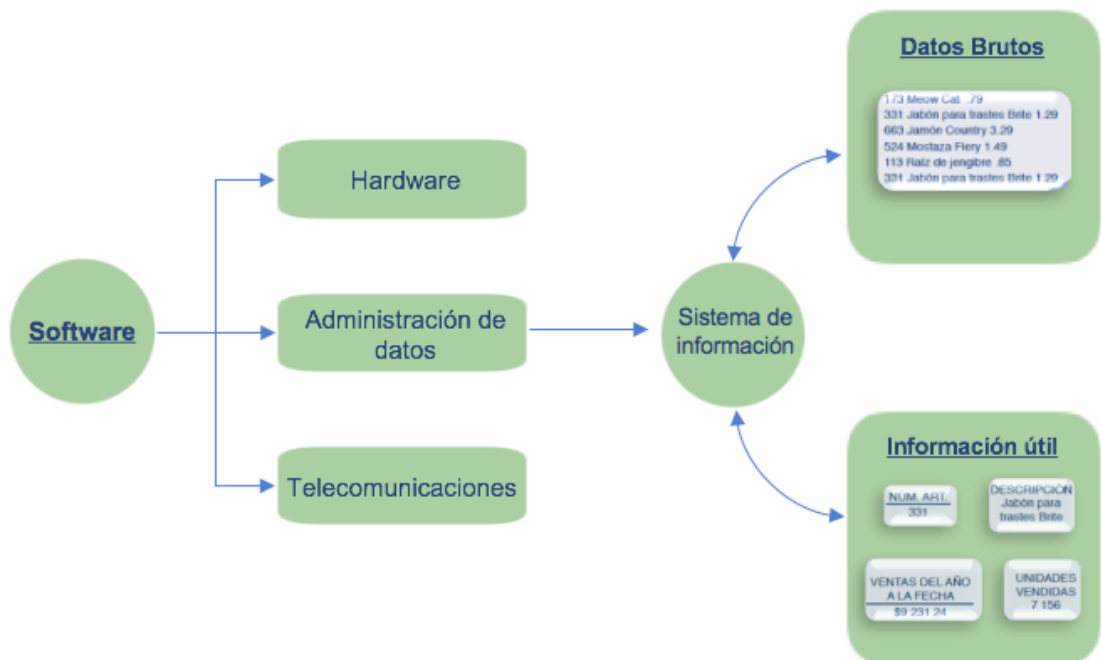 Software
Hardware
Administración de
datos
Telecomunicaciones
Sistema de
información
Datos Brutos
173 Meow Cat. .79
331 Jabón para trastes Brite 1.29
663 Jamón Country 3.29
524 Mostaza Fiery 1.49
113 Raíz de jengibre .85
331 Jabón para trastes Brite 1.29
Información útil
NUM. ART.
331
DESCRIPCIÓN
Jabón para
trastes Brite
VENTAS DEL AÑO
A LA FECHA
$9 231 24
UNIDADES
VENDIDAS
7 156